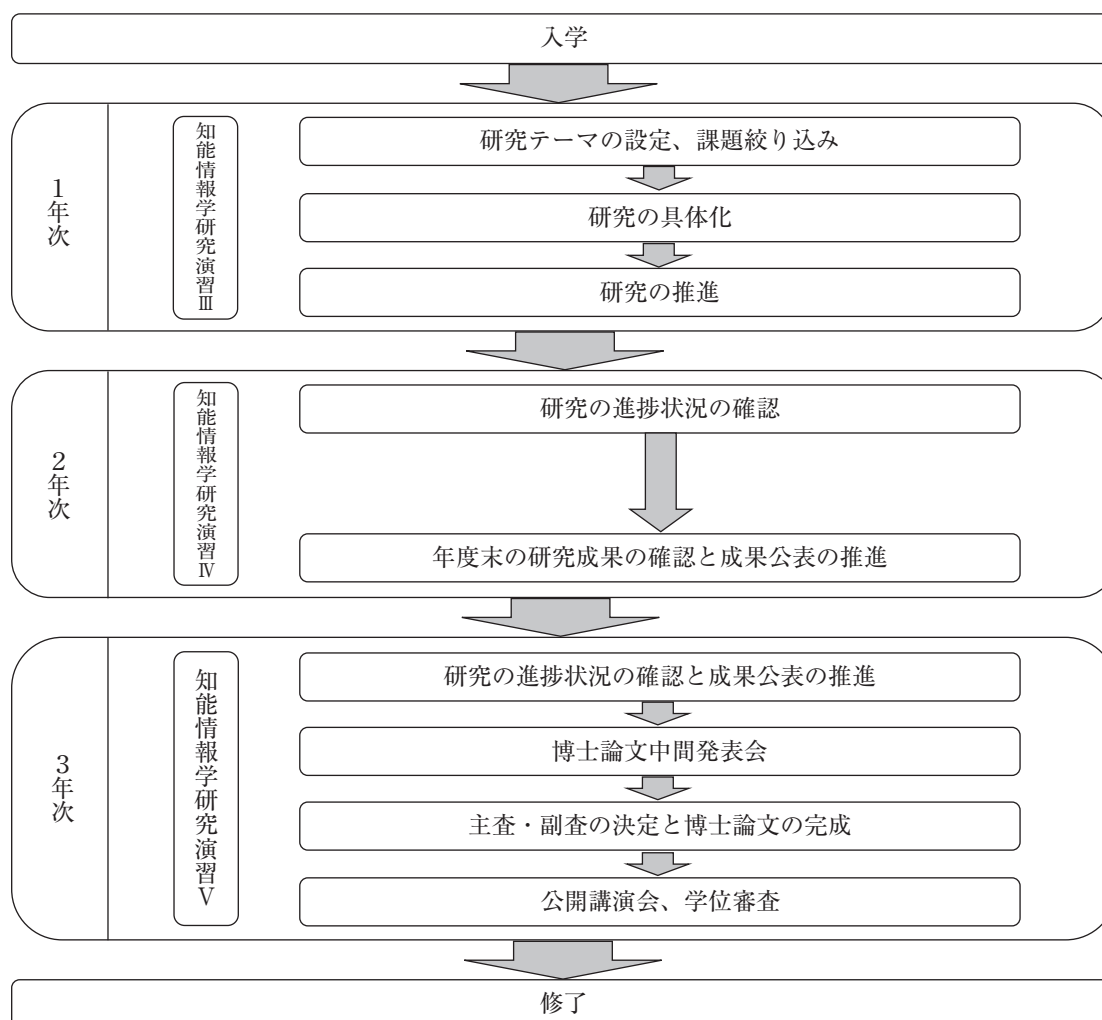 入学
1年次
知能情報学研究演習Ⅲ
研究テーマの設定、課題絞り込み
研究の具体化
研究の推進
2年次
知能情報学研究演習Ⅳ
研究の進捗状況の確認
年度末の研究成果の確認と成果公表の推進
3年次
知能情報学研究演習Ⅴ
研究の進捗状況の確認と成果公表の推進
博士論文中間発表会
主査・副査の決定と博士論文の完成
公開講演会、学位審査
修了